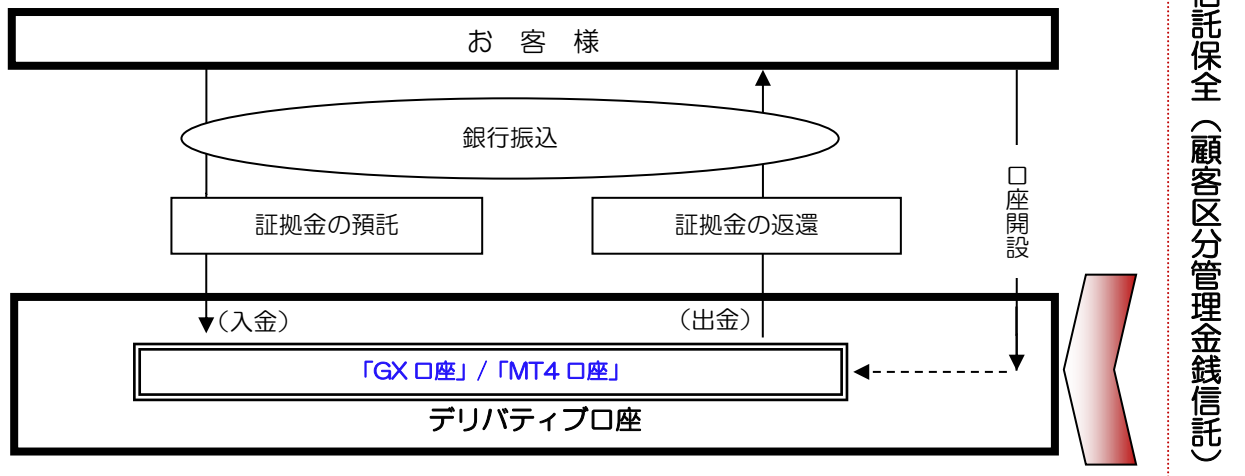 お 客 様
銀行振込
証拠金の預託
証拠金の返還
口座開設
（入金）
（出金）
「GX 口座」/「MT4 口座」
デリバティブ口座
託保全（顧客区分管理金銭信託）